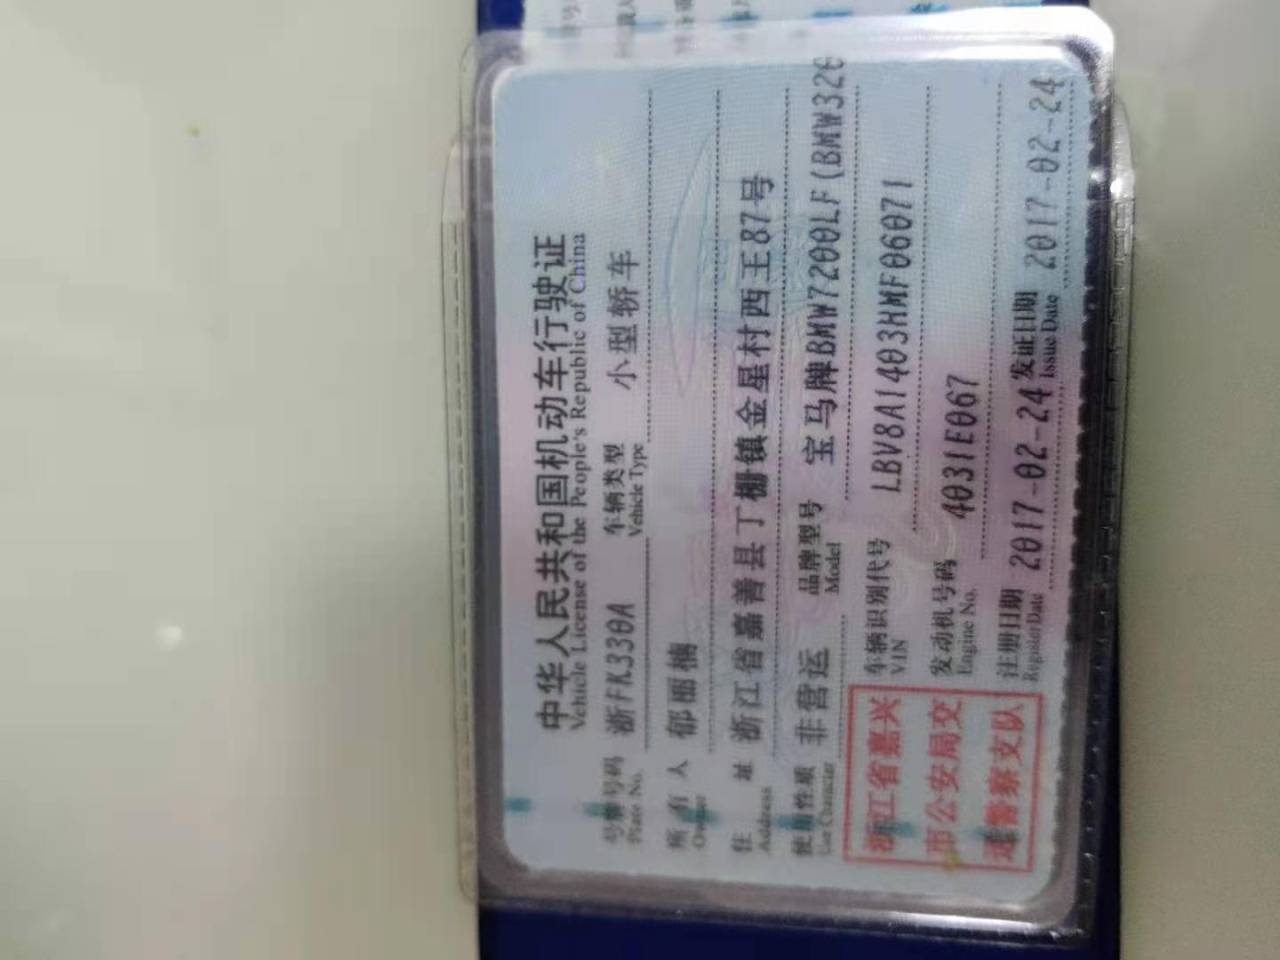 中华人民共和国机动车行驶证
Vehicle License of the People's Republic of China
号牌号码 浙FK330A 车辆类型 小型轿车
Plate No. Vehicle Type
所有人 郁丽楠
Owner
住址 浙江省嘉善县丁栅镇金星村西王87号
Address
使用性质 非营运 品牌型号 宝马牌BMW7200LF(BMW320
Use Character Model
车辆识别代号 LBV8A1403HMF06071
VIN
发动机号码 4031E067
Engine No.
注册日期 2017-02-24 发证日期 2017-02-24
Register Date Issue Date
浙江省嘉兴
市公安局交
通警察支队